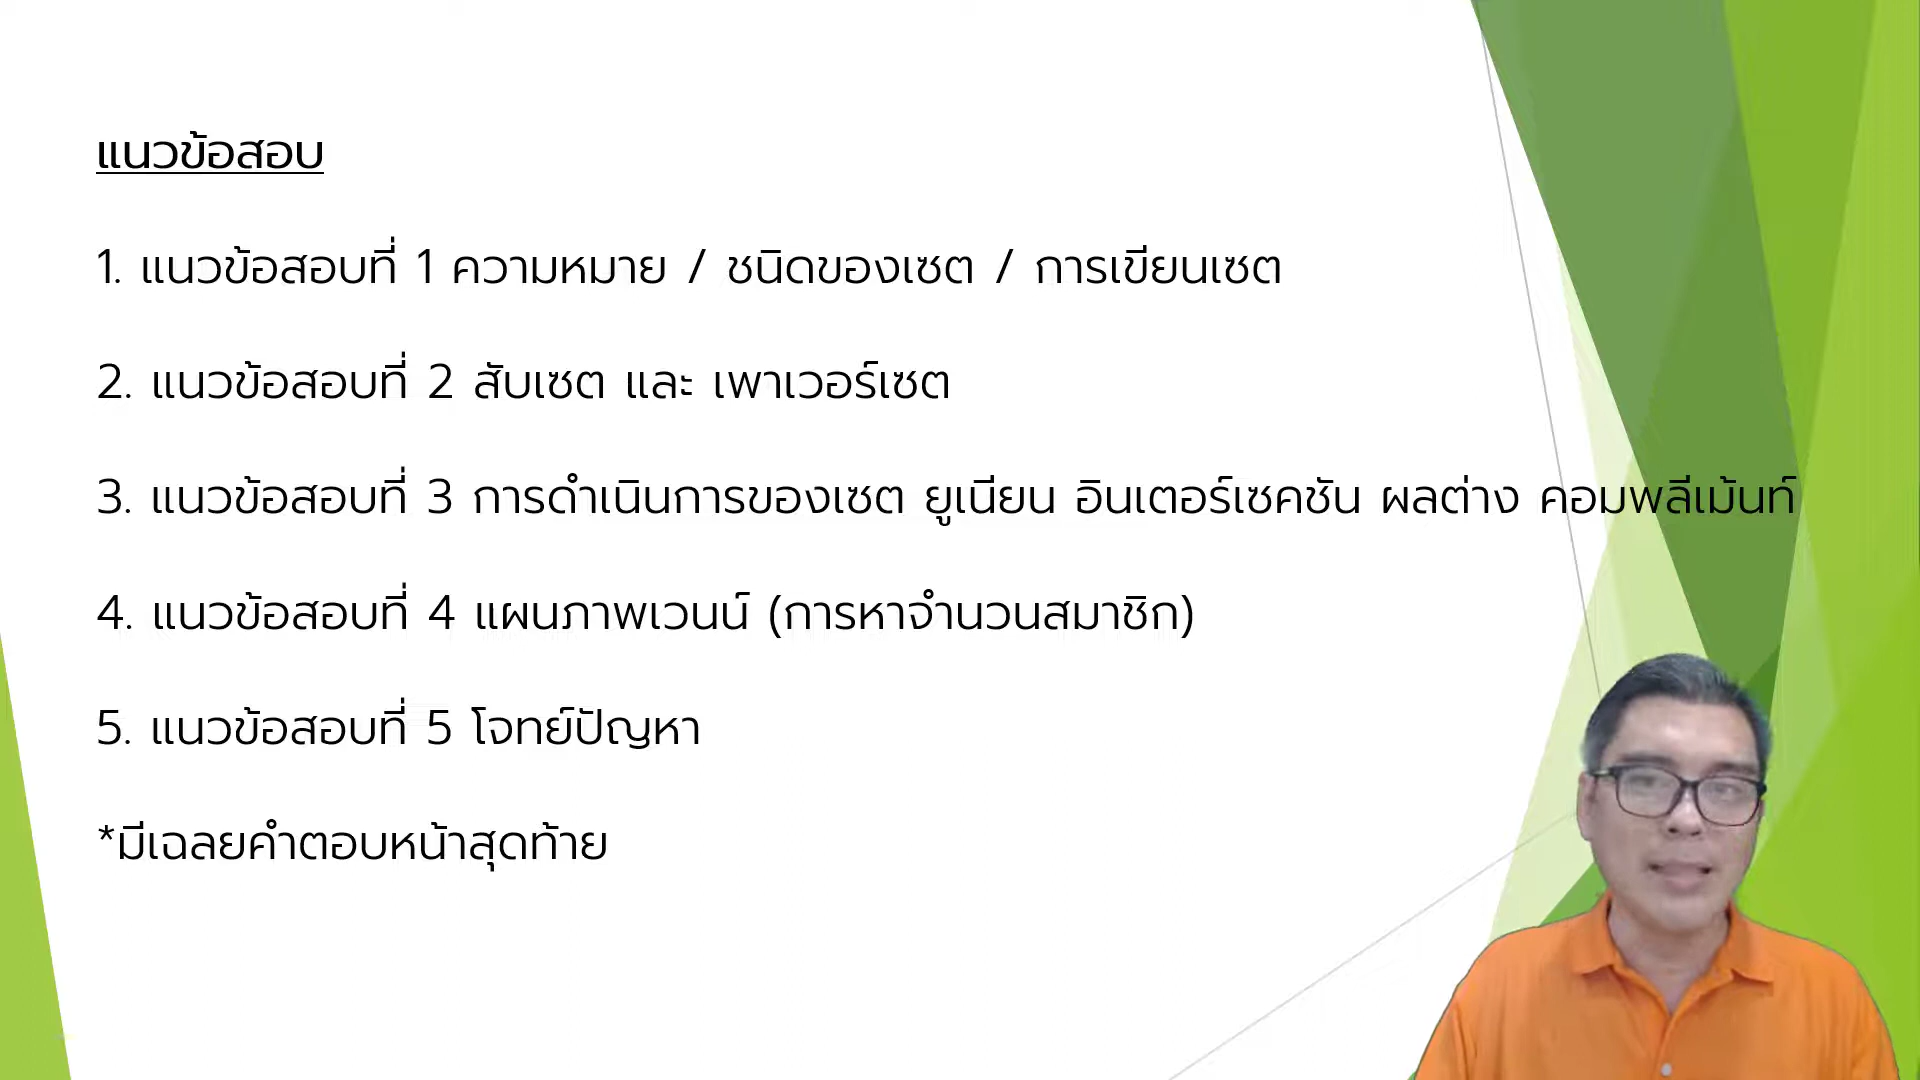 แนวข้อสอบ
1. แนวข้อสอบที่ 1 ความหมาย / ชนิดของเซต / การเขียนเซต
2. แนวข้อสอบที่ 2 สับเซต และ เพาเวอร์เซต
3. แนวข้อสอบที่ 3 การดำเนินการของเซต ยูเนียน อินเตอร์เซคชัน ผลต่าง คอมพลีเม้นท์
4. แนวข้อสอบที่ 4 แผนภาพเวนน์ (การหาจำนวนสมาชิก)
5. แนวข้อสอบที่ 5 โจทย์ปัญหา
*มีเฉลยคำตอบหน้าสุดท้าย